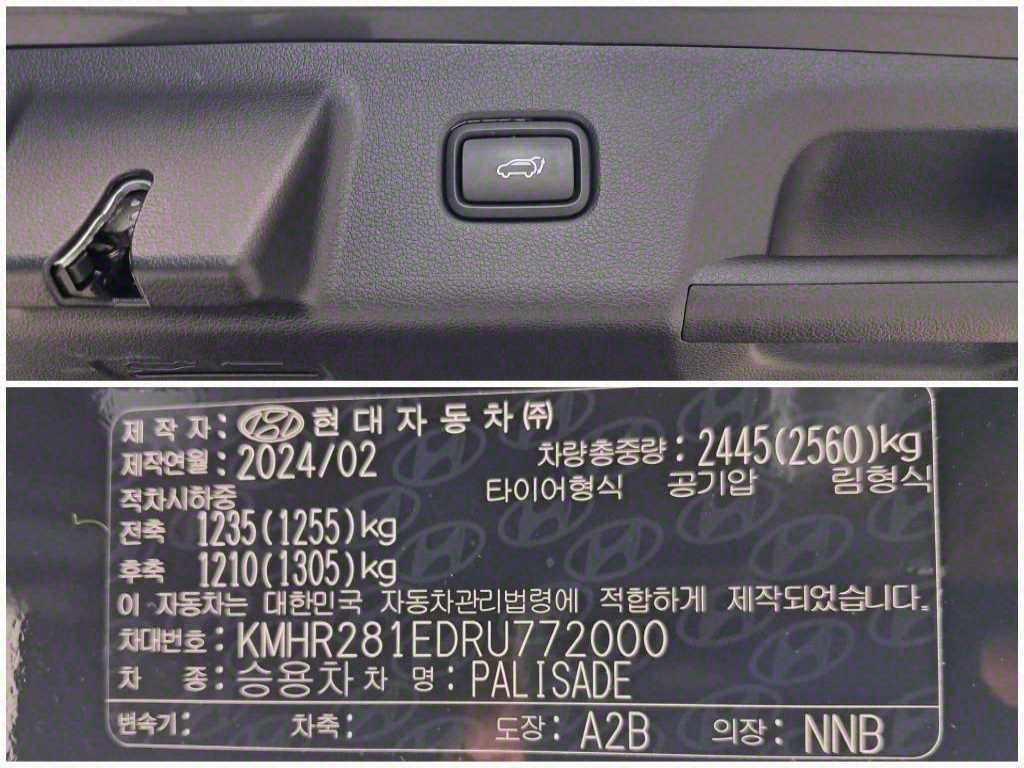 제작자: 현대자동차㈜
제작연월: 2024/02 차량총중량: 2445(2560)kg
적차시하중 타이어형식 공기압 림형식
전축 1235(1255)kg
후축 1210(1305)kg
이 자동차는 대한민국 자동차관리법령에 적합하게 제작되었습니다.
차대번호: KMHR281EDRU772000
차 종: 승용차 차 명: PALISADE
변속기: 차축: 도장: A2B 의장: NNB